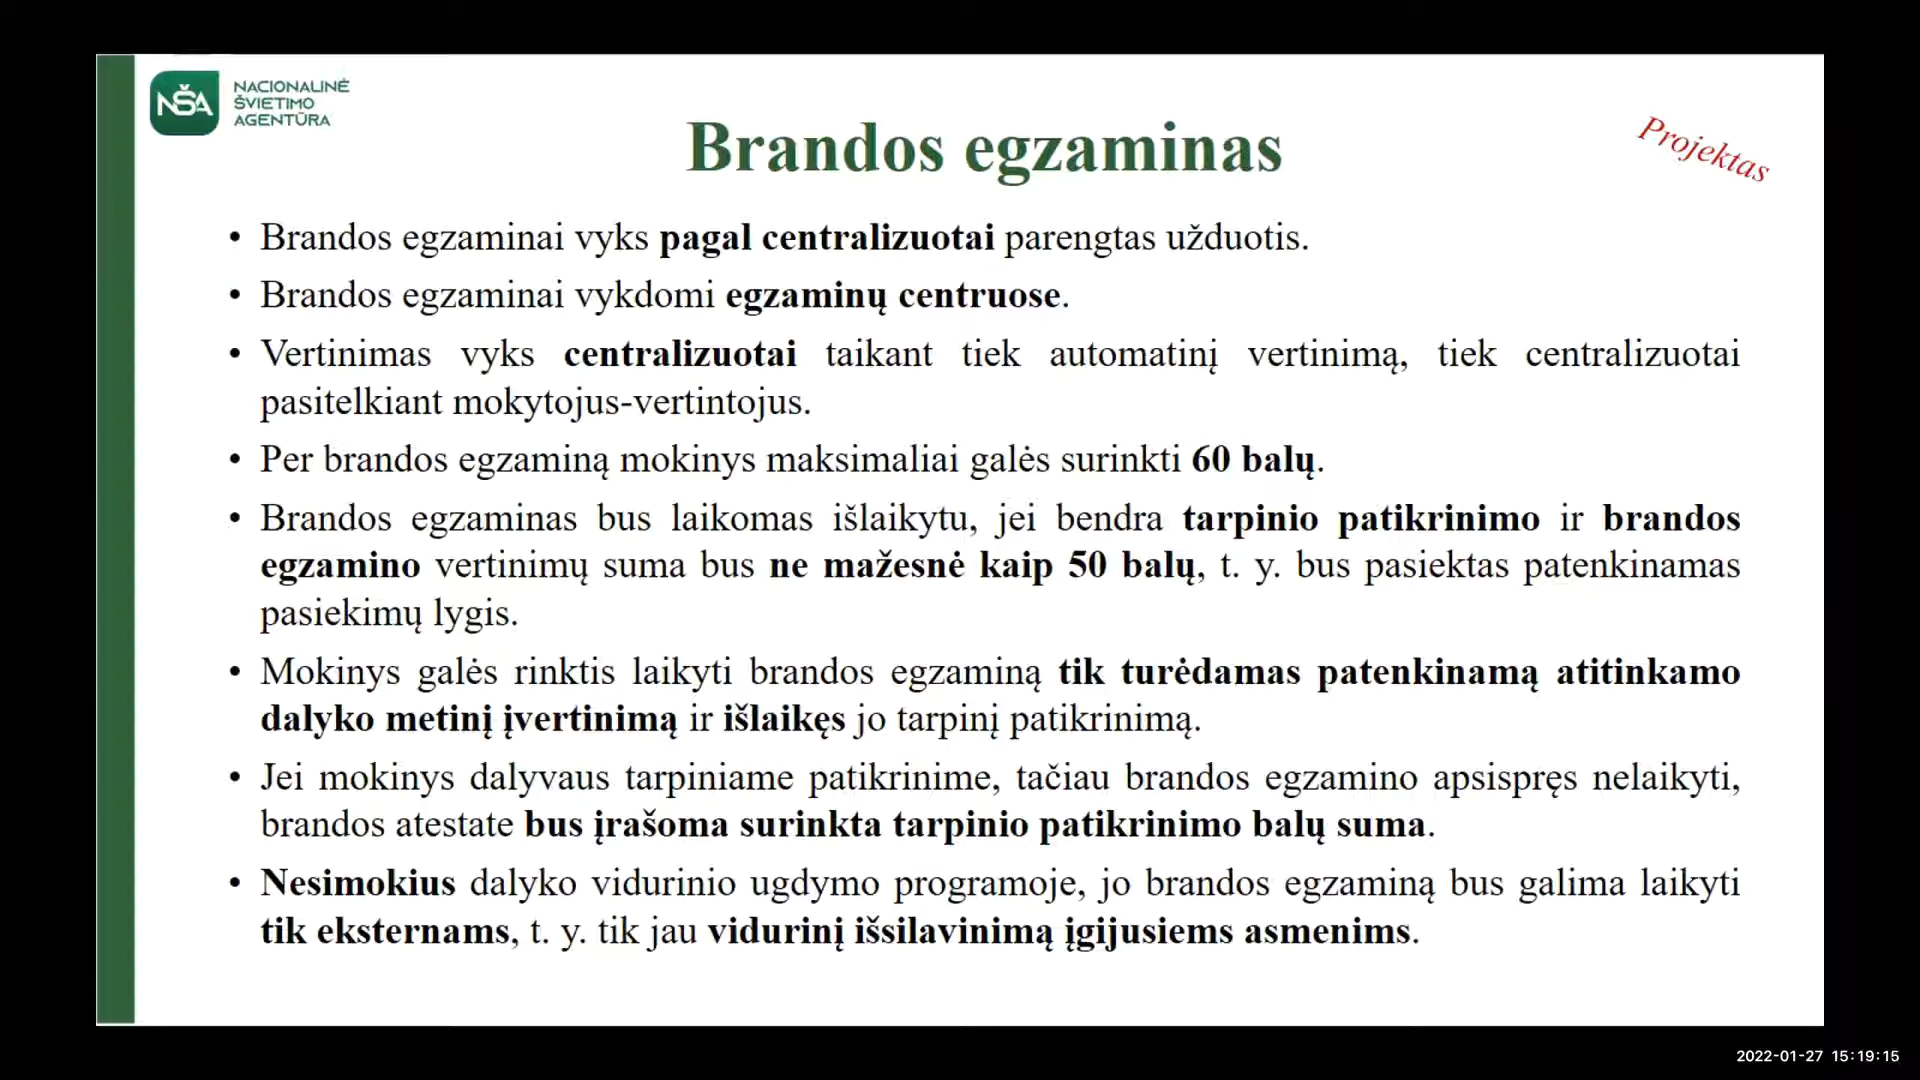 NŠA
NACIONALINĖ
ŠVIETIMO
AGENTŪRA
Brandos egzaminas
Projektas
• Brandos egzaminai vyks pagal centralizuotai parengtas užduotis.
• Brandos egzaminai vykdomi egzaminų centruose.
• Vertinimas vyks centralizuotai taikant tiek automatinį vertinimą, tiek centralizuotai
pasitelkiant mokytojus-vertintojus.
• Per brandos egzaminą mokinys maksimaliai galės surinkti 60 balų.
• Brandos egzaminas bus laikomas išlaikytu, jei bendra tarpinio patikrinimo ir brandos
egzamino vertinimų suma bus ne mažesnė kaip 50 balų, t. y. bus pasiektas patenkinamas
pasiekimų lygis.
• Mokinys galės rinktis laikyti brandos egzaminą tik turėdamas patenkinamą atitinkamo
dalyko metinį įvertinimą ir išlaikęs jo tarpinį patikrinimą.
• Jei mokinys dalyvaus tarpiniame patikrinime, tačiau brandos egzamino apsispręs nelaikyti,
brandos atestate bus įrašoma surinkta tarpinio patikrinimo balų suma.
• Nesimokius dalyko vidurinio ugdymo programoje, jo brandos egzaminą bus galima laikyti
tik eksternams, t. y. tik jau vidurinį išsilavinimą įgijusiems asmenims.
2022-01-27 15:19:15